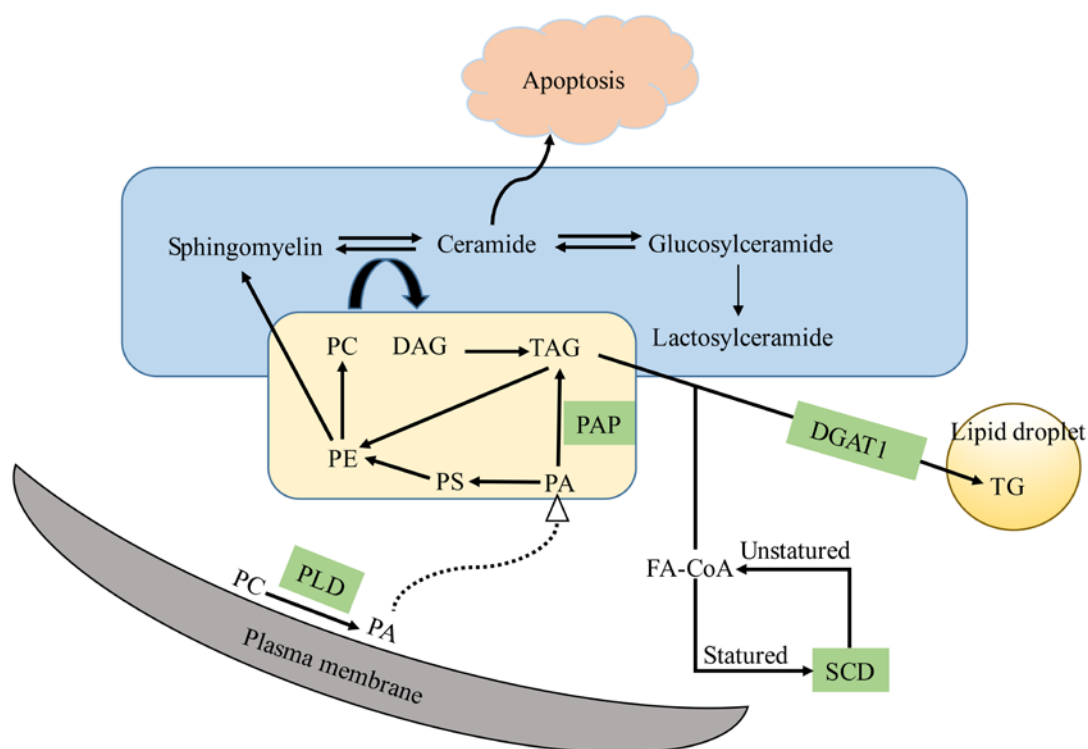 Apoptosis
Sphingomyelin
Ceramide
Glucosylceramide
Lactosylceramide
PC
DAG
TAG
PAP
DGAT1
Lipid droplet
TG
PE
PS
PA
FA-CoA
Unstatured
Statured
SCD
PC
PLD
PA
Plasma membrane